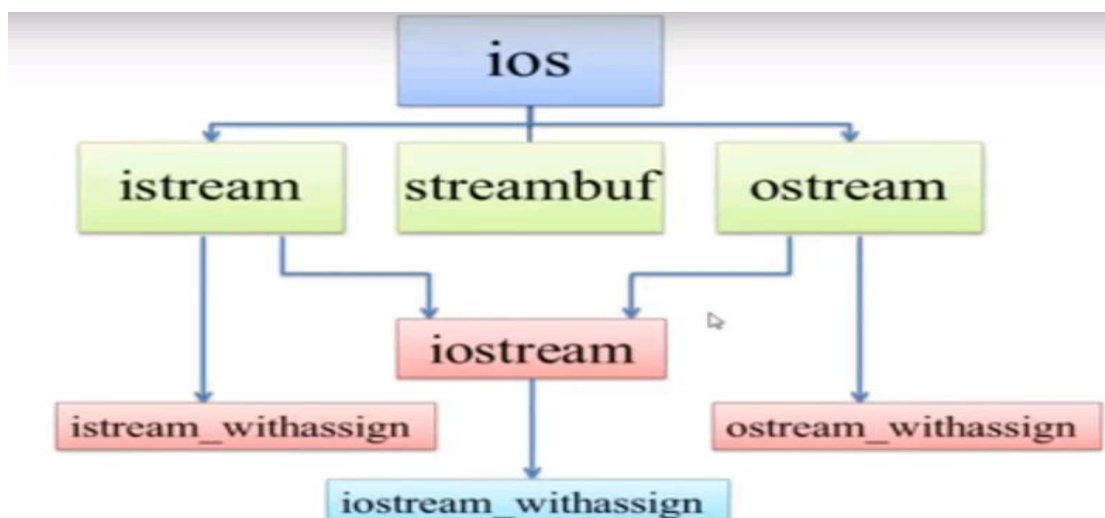 ios
istream
streambuf
ostream
iostream
istream_withassign
ostream_withassign
iostream_withassign